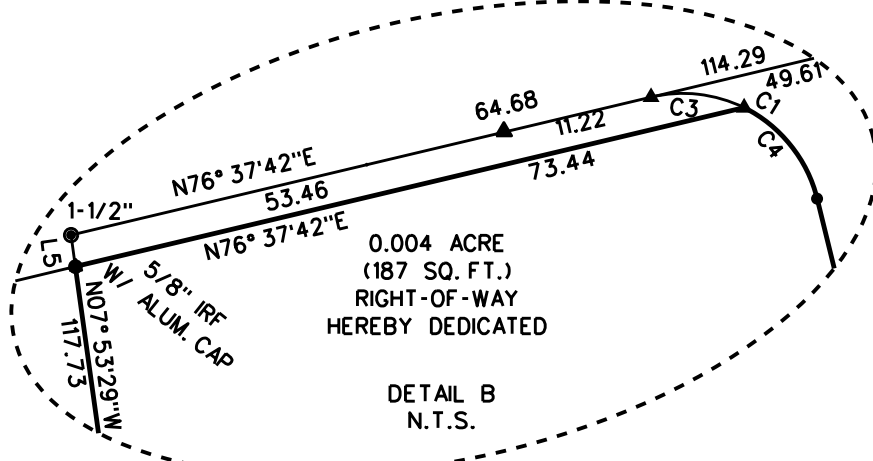 114.29
49.61
64.68
C1
C3
11.22
C4
73.44
N76° 37'42"E
53.46
1-1/2"
N76° 37'42"E
L5
0.004 ACRE
(187 SQ. FT.)
RIGHT-OF-WAY
HEREBY DEDICATED
5/8" IRF
W/ ALUM. CAP
N07° 53'29"W
117.73
DETAIL B
N.T.S.